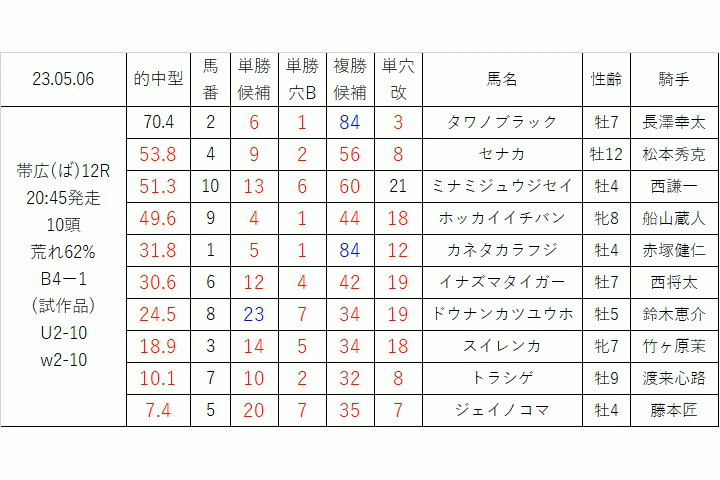 23.05.06 的中型 馬番 単勝候補 単勝穴B 複勝候補 単穴改 馬名 性齢 騎手
帯広(ば)12R
20:45発走
10頭
荒れ62%
B4ー1
(試作品)
U2-10
w2-10
70.4 2 6 1 84 3 タワノブラック 牡7 長澤幸太
53.8 4 9 2 56 8 セナカ 牡12 松本秀克
51.3 10 13 6 60 21 ミナミジュウジセイ 牡4 西謙一
49.6 9 4 1 44 18 ホッカイイチバン 牝8 船山蔵人
31.8 1 5 1 84 12 カネタカラフジ 牡4 赤塚健仁
30.6 6 12 4 42 19 イナズマタイガー 牡7 西将太
24.5 8 23 7 34 19 ドウナンカツユウホ 牡5 鈴木恵介
18.9 3 14 5 34 18 スイレンカ 牝7 竹ヶ原茉
10.1 7 10 2 32 8 トラシゲ 牡9 渡来心路
7.4 5 20 7 35 7 ジェイノコマ 牡4 藤本匠